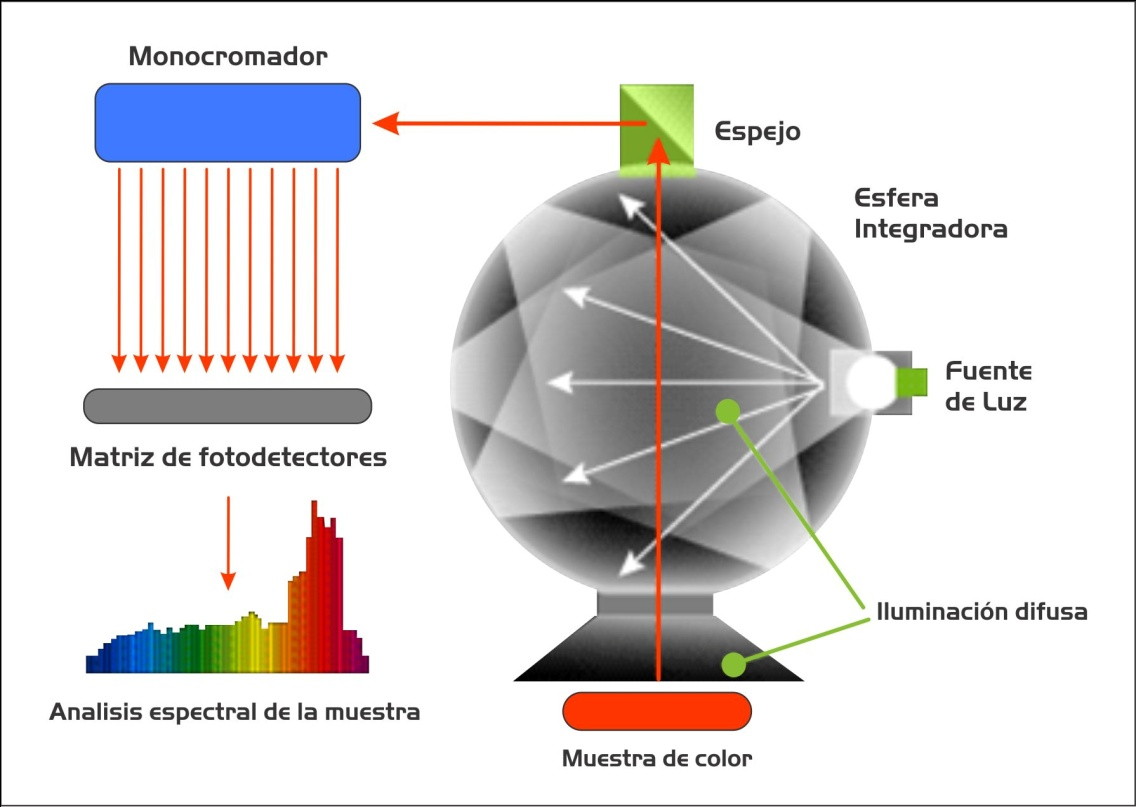 Monocromador
Espejo
Esfera
Integradora
Fuente
de Luz
Matriz de fotodetectores
Iluminación difusa
Analisis espectral de la muestra
Muestra de color